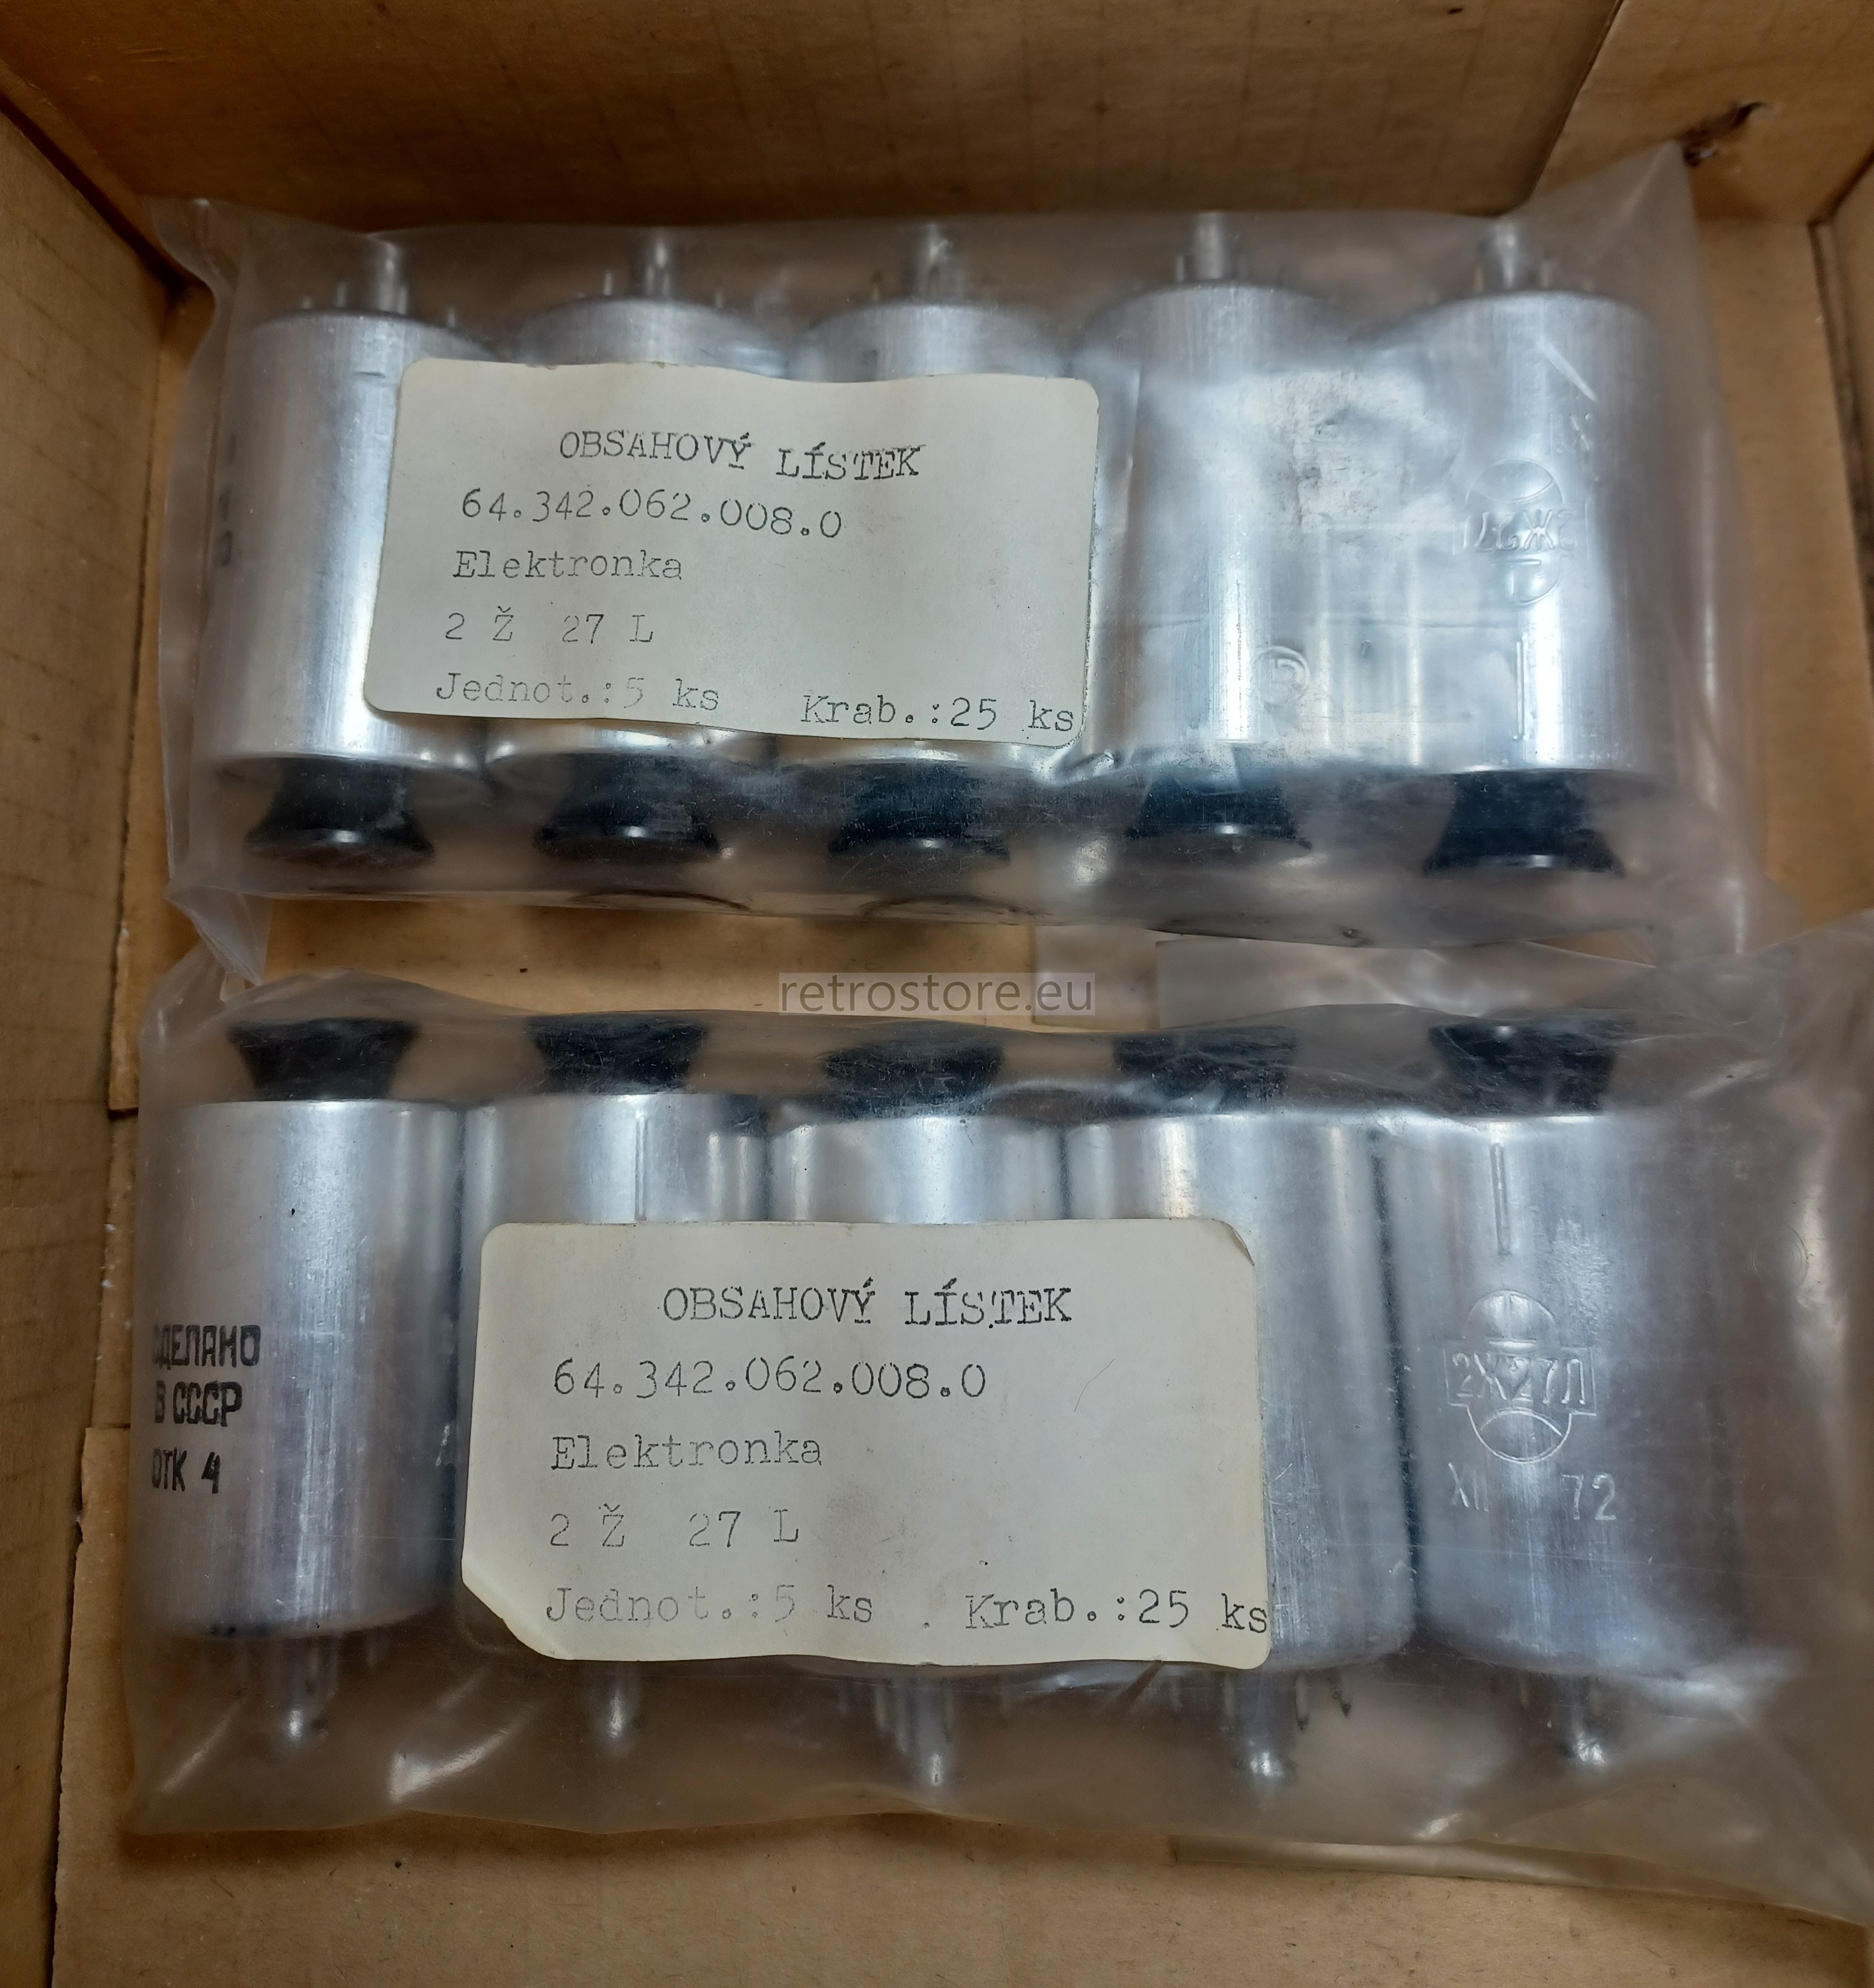 OBSAHOVÝ LÍSTEK
64.342.062.008.0
Elektronka
2 Ž 27 L
Jednot.:5 ks Krab.:25 ks
2Ж27Л
retrostore.eu
СДЕЛАНО
В СССР
ОТК 4
OBSAHOVÝ LÍSTEK
64.342.062.008.0
Elektronka
2 Ž 27 L
Jednot.:5 ks Krab.:25 ks
2Ж27Л
XII 72